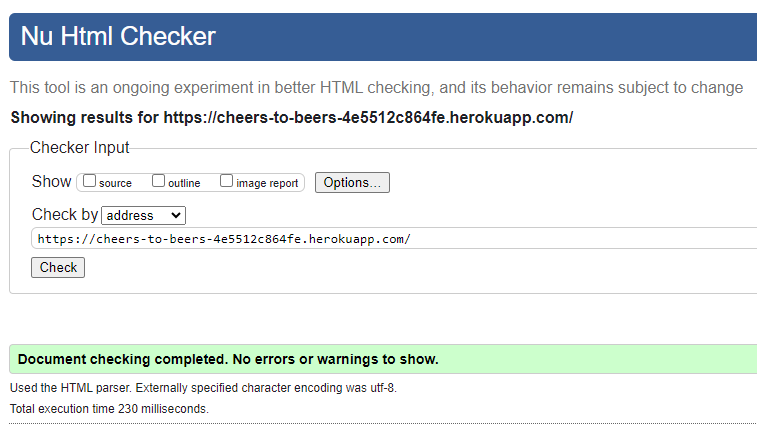 Nu Html Checker
This tool is an ongoing experiment in better HTML checking, and its behavior remains subject to change
Showing results for https://cheers-to-beers-4e5512c864fe.herokuapp.com/
Checker Input
Show source outline image report Options...
Check by address
https://cheers-to-beers-4e5512c864fe.herokuapp.com/
Check
Document checking completed. No errors or warnings to show.
Used the HTML parser. Externally specified character encoding was utf-8.
Total execution time 230 milliseconds.